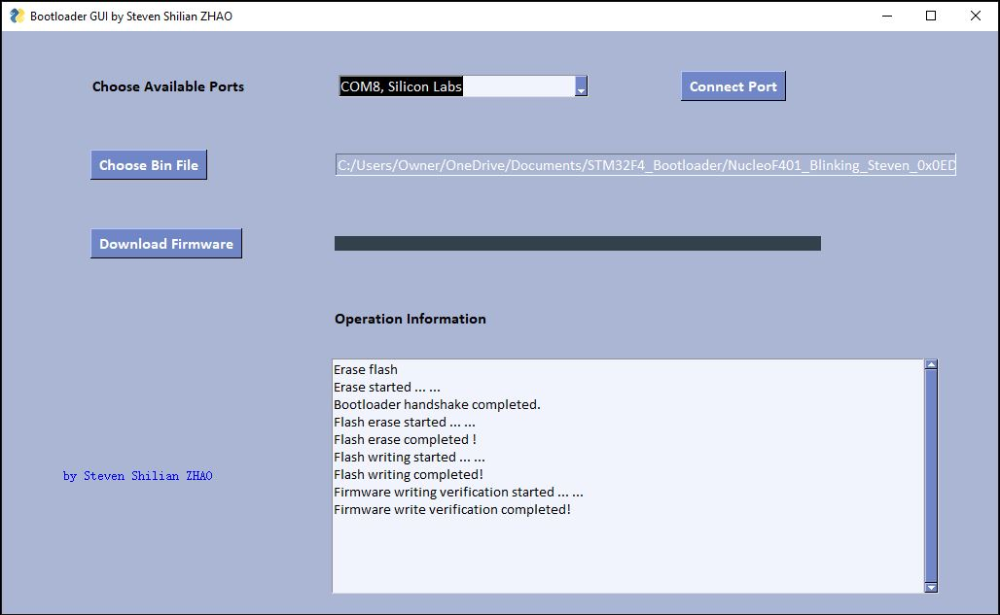 Bootloader GUI by Steven Shilian ZHAO
Choose Available Ports
COM8, Silicon Labs
Connect Port
Choose Bin File
C:/Users/Owner/OneDrive/Documents/STM32F4_Bootloader/NucleoF401_Blinking_Steven_0x0ED
Download Firmware
Operation Information
Erase flash
Erase started ... ...
Bootloader handshake completed.
Flash erase started ... ...
Flash erase completed !
Flash writing started ... ...
Flash writing completed!
Firmware writing verification started ... ...
Firmware write verification completed!
by Steven Shilian ZHAO